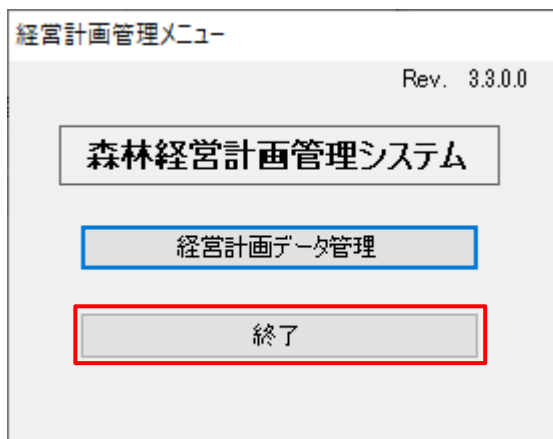 経営計画管理メニュー
Rev. 3.3.0.0
森林経営計画管理システム
経営計画データ管理
終了